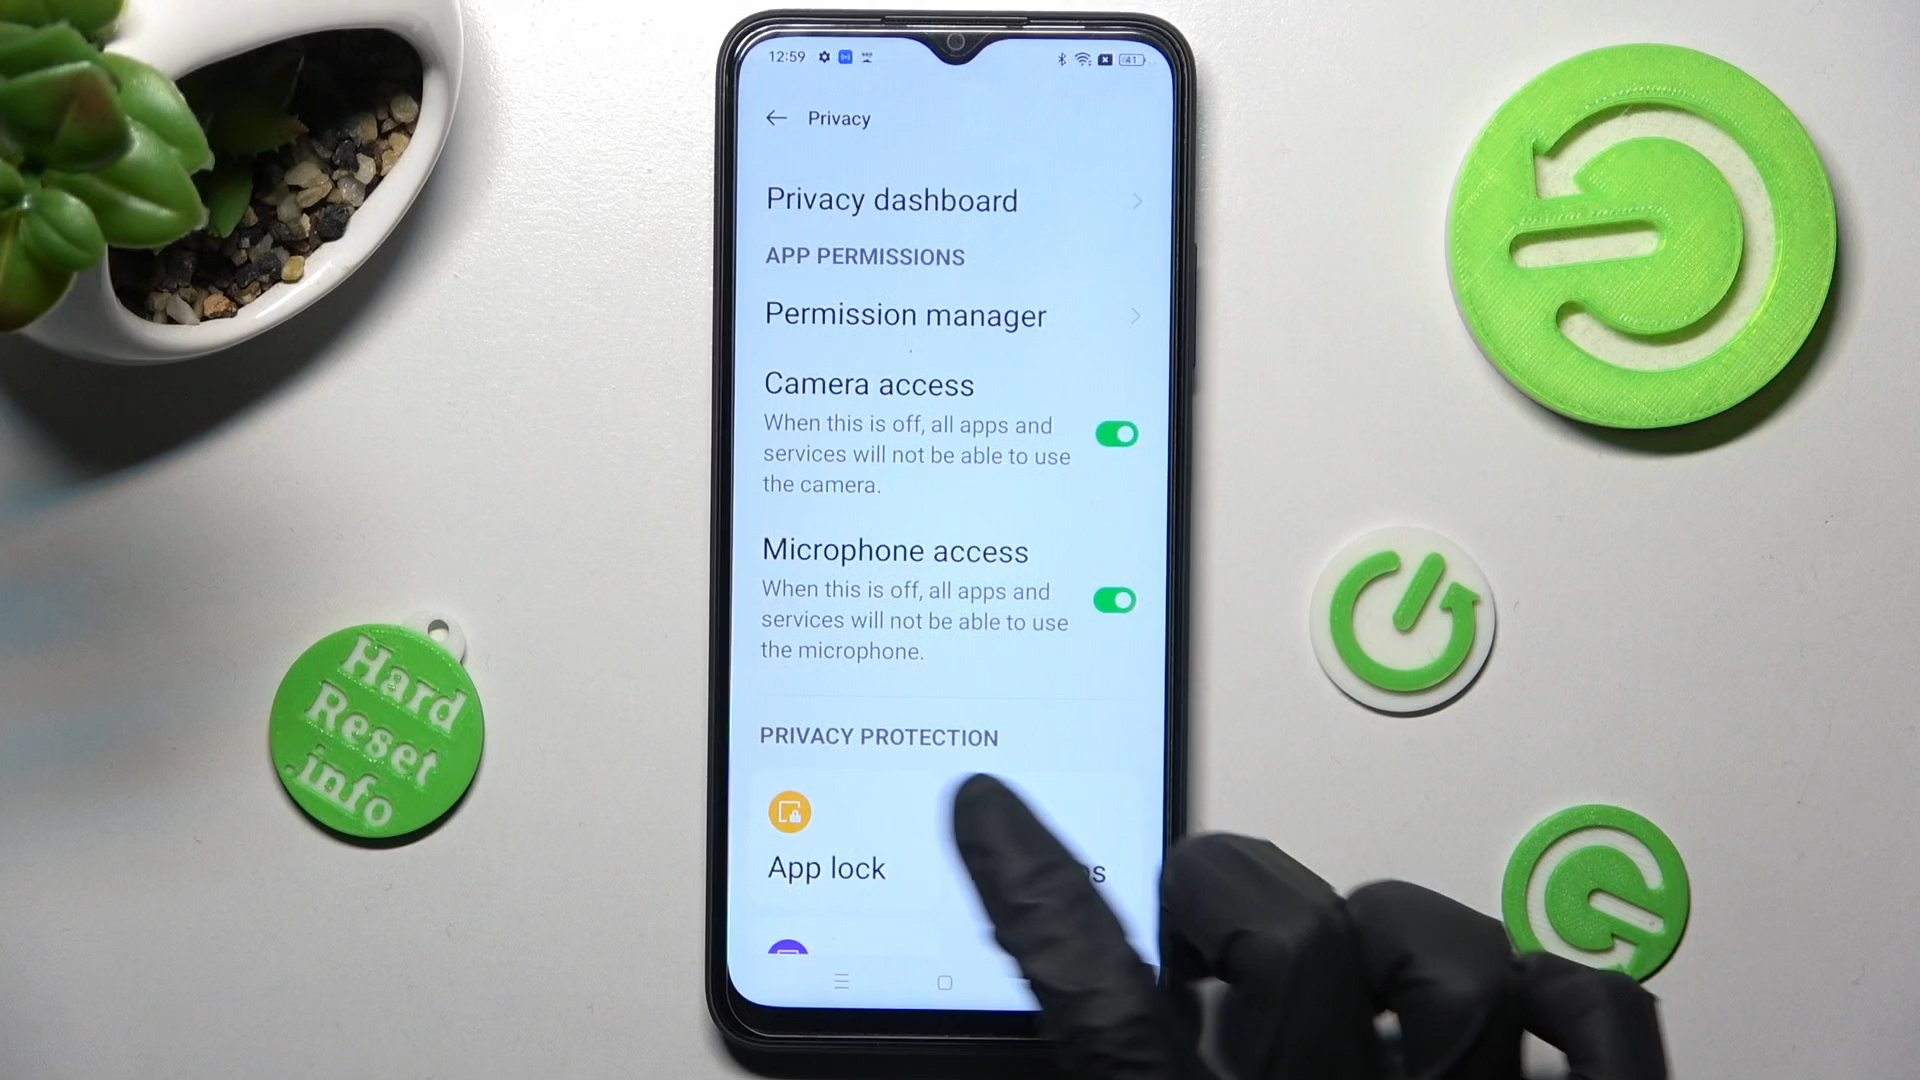 12:59
41
Privacy
Privacy dashboard
APP PERMISSIONS
Permission manager
Camera access
When this is off, all apps and
services will not be able to use
the camera.
Microphone access
When this is off, all apps and
services will not be able to use
the microphone.
PRIVACY PROTECTION
App lock
Hard
Reset
.info